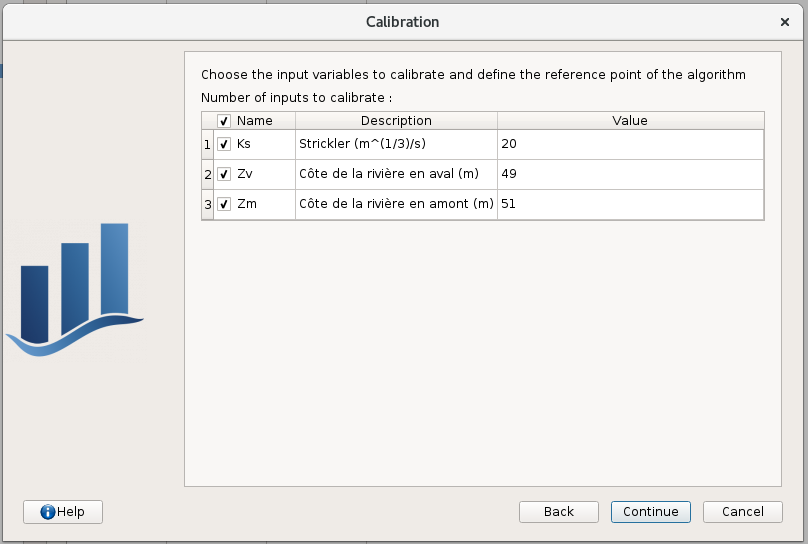 Calibration
Choose the input variables to calibrate and define the reference point of the algorithm
Number of inputs to calibrate :
Name Description Value
1 Ks Strickler (m^(1/3)/s) 20
2 Zv Côte de la rivière en aval (m) 49
3 Zm Côte de la rivière en amont (m) 51
Help Back Continue Cancel